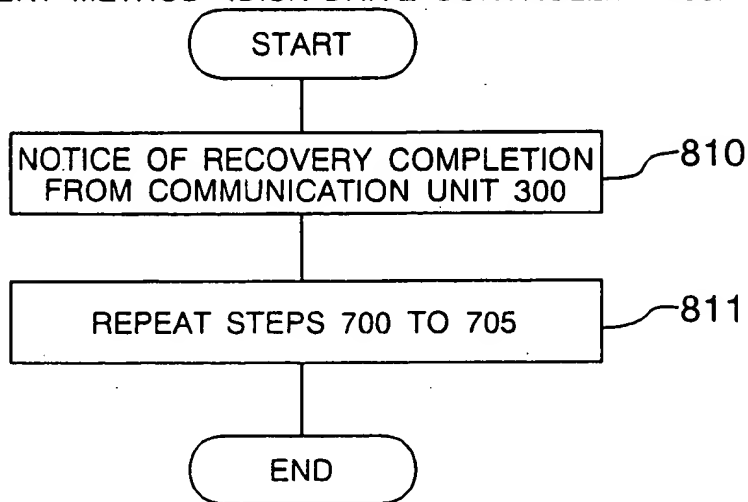 START
NOTICE OF RECOVERY COMPLETION
FROM COMMUNICATION UNIT 300
810
REPEAT STEPS 700 TO 705
811
END